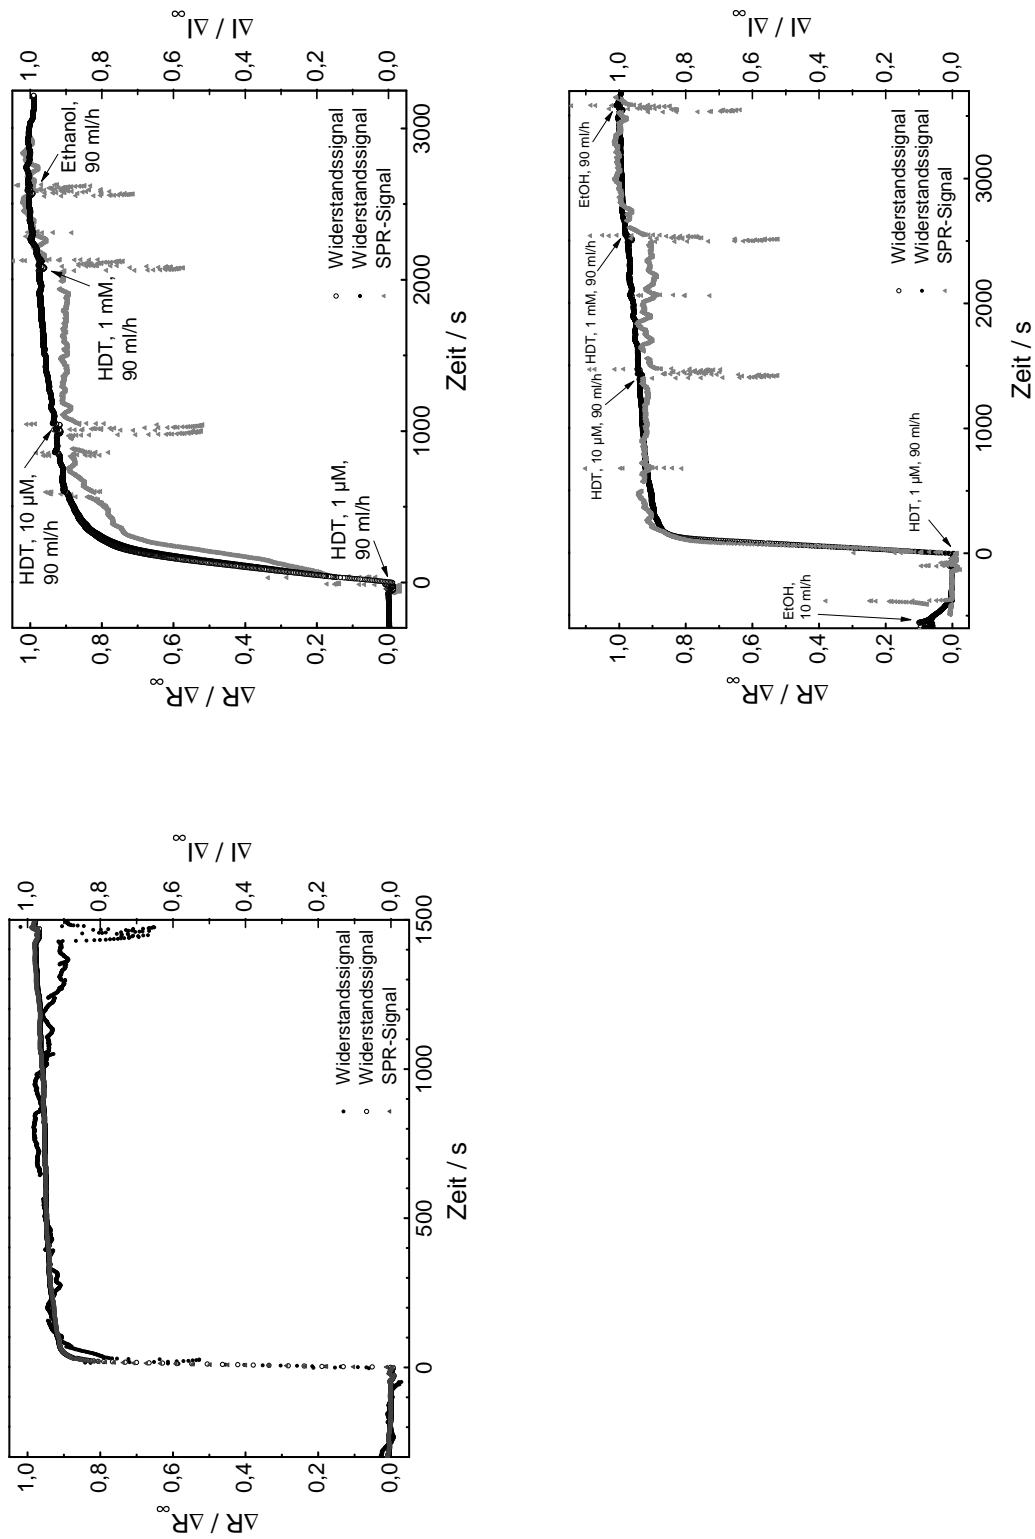 ΔR / ΔR∞
1,0
0,8
0,6
0,4
0,2
0,0
0
500
1000
1500
Zeit / s
Widerstandssignal
Widerstandssignal
SPR-Signal
1,0
0,8
0,6
0,4
0,2
0,0
ΔI / ΔI∞
ΔR / ΔR∞
1,0
0,8
0,6
0,4
0,2
0,0
0
1000
2000
3000
Zeit / s
HDT, 10 µM,
90 ml/h
HDT, 1 mM,
90 ml/h
Ethanol,
90 ml/h
HDT, 1 µM,
90 ml/h
Widerstandssignal
Widerstandssignal
SPR-Signal
1,0
0,8
0,6
0,4
0,2
0,0
ΔI / ΔI∞
ΔR / ΔR∞
1,0
0,8
0,6
0,4
0,2
0,0
0
1000
2000
3000
Zeit / s
EtOH,
10 ml/h
HDT, 1 µM, 90 ml/h
HDT, 10 µM, 90 ml/h
HDT, 1 mM, 90 ml/h
EtOH, 90 ml/h
Widerstandssignal
Widerstandssignal
SPR-Signal
1,0
0,8
0,6
0,4
0,2
0,0
ΔI / ΔI∞